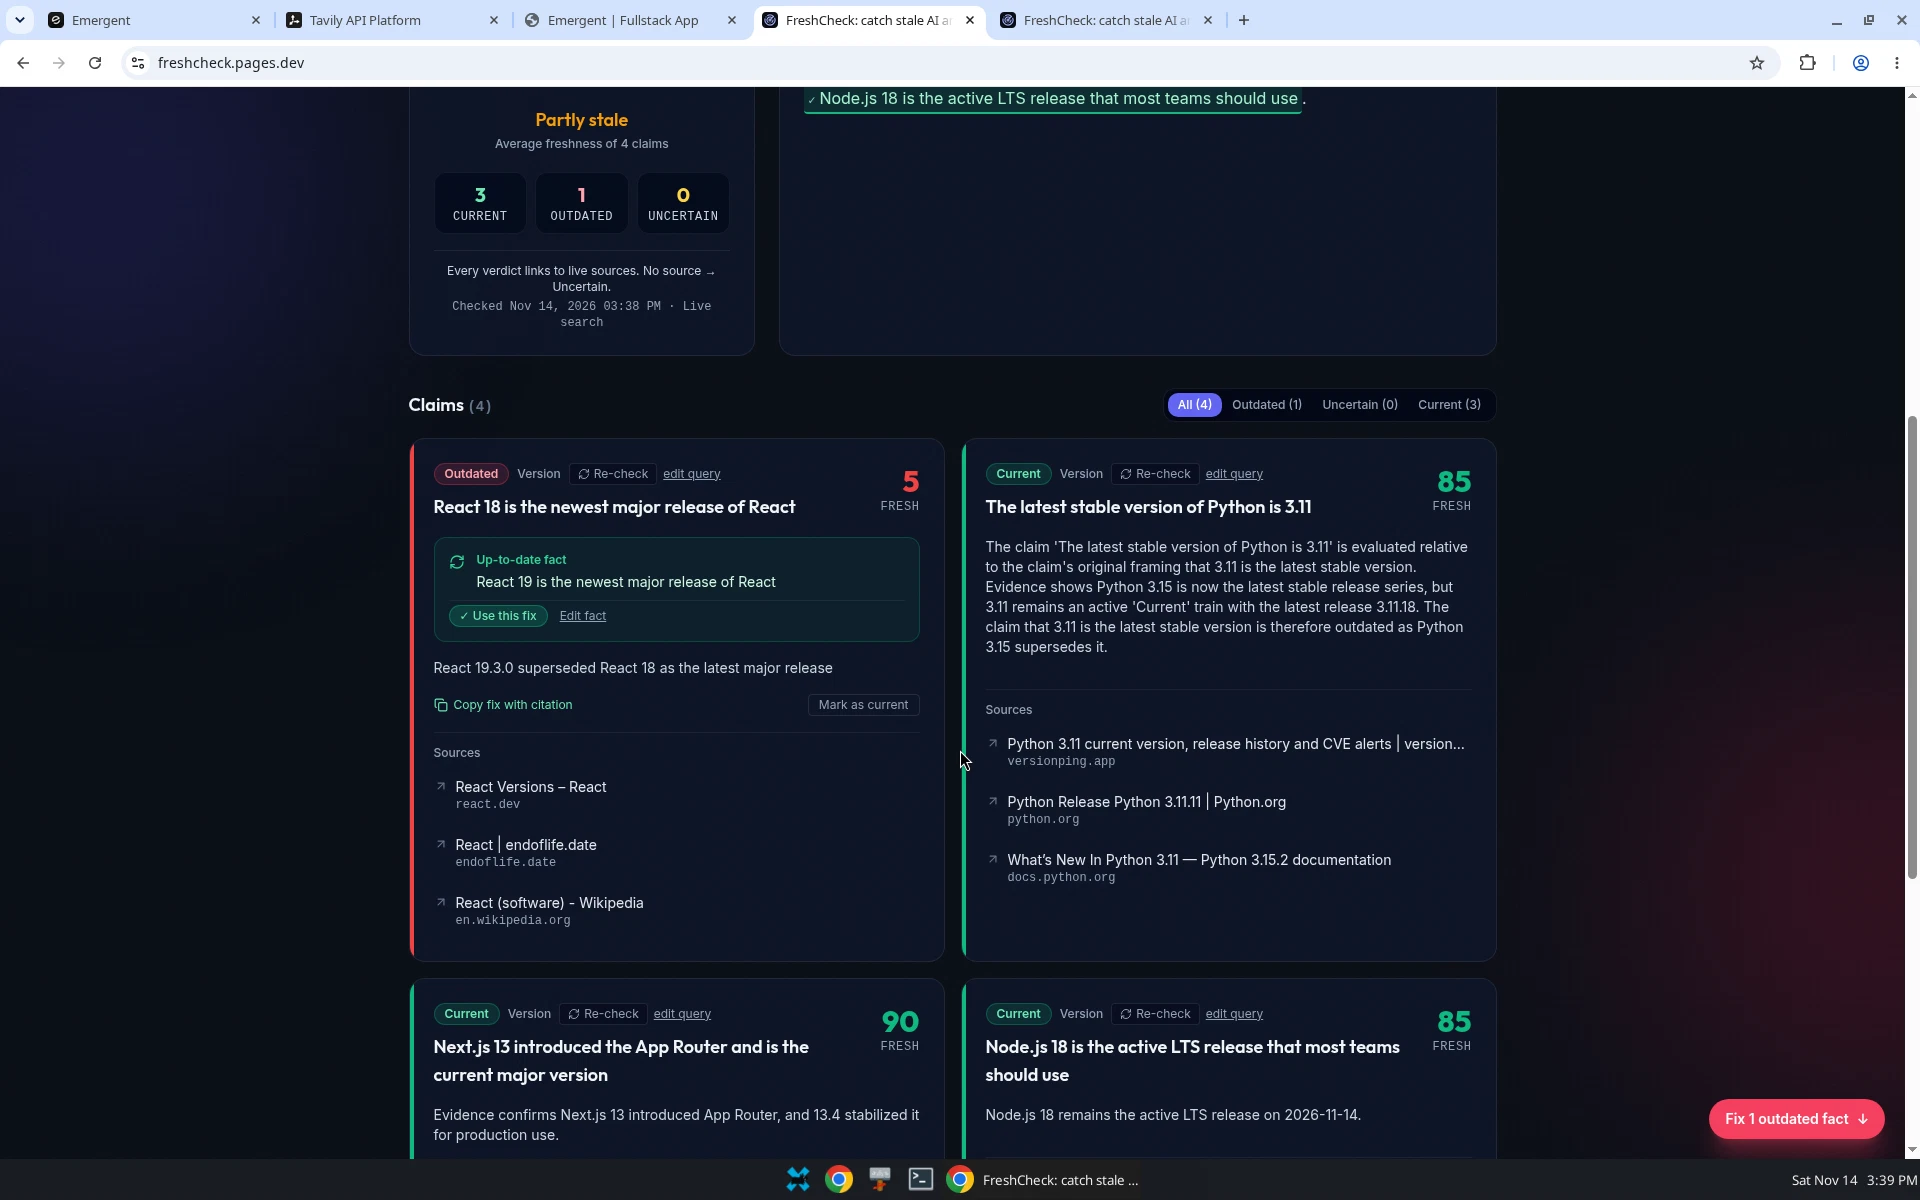 Emergent
Tavily API Platform
Emergent | Fullstack App
FreshCheck: catch stale AI a
FreshCheck: catch stale AI a
freshcheck.pages.dev
✓ Node.js 18 is the active LTS release that most teams should use .
Partly stale
Average freshness of 4 claims
3
CURRENT
1
OUTDATED
0
UNCERTAIN
Every verdict links to live sources. No source →
Uncertain.
Checked Nov 14, 2026 03:38 PM · Live
search
Claims (4)
All (4)
Outdated (1)
Uncertain (0)
Current (3)
Outdated Version Re-check edit query
5
FRESH
React 18 is the newest major release of React
Up-to-date fact
React 19 is the newest major release of React
✓ Use this fix
Edit fact
React 19.3.0 superseded React 18 as the latest major release
Copy fix with citation
Mark as current
Sources
React Versions – React
react.dev
React | endoflife.date
endoflife.date
React (software) - Wikipedia
en.wikipedia.org
Current Version Re-check edit query
85
FRESH
The latest stable version of Python is 3.11
The claim 'The latest stable version of Python is 3.11' is evaluated relative
to the claim's original framing that 3.11 is the latest stable version.
Evidence shows Python 3.15 is now the latest stable release series, but
3.11 remains an active 'Current' train with the latest release 3.11.18. The
claim that 3.11 is the latest stable version is therefore outdated as Python
3.15 supersedes it.
Sources
Python 3.11 current version, release history and CVE alerts | version...
versionping.app
Python Release Python 3.11.11 | Python.org
python.org
What's New In Python 3.11 — Python 3.15.2 documentation
docs.python.org
Current Version Re-check edit query
90
FRESH
Next.js 13 introduced the App Router and is the
current major version
Evidence confirms Next.js 13 introduced App Router, and 13.4 stabilized it
for production use.
Current Version Re-check edit query
85
FRESH
Node.js 18 is the active LTS release that most teams
should use
Node.js 18 remains the active LTS release on 2026-11-14.
Fix 1 outdated fact ↓
FreshCheck: catch stale ...
Sat Nov 14 3:39 PM